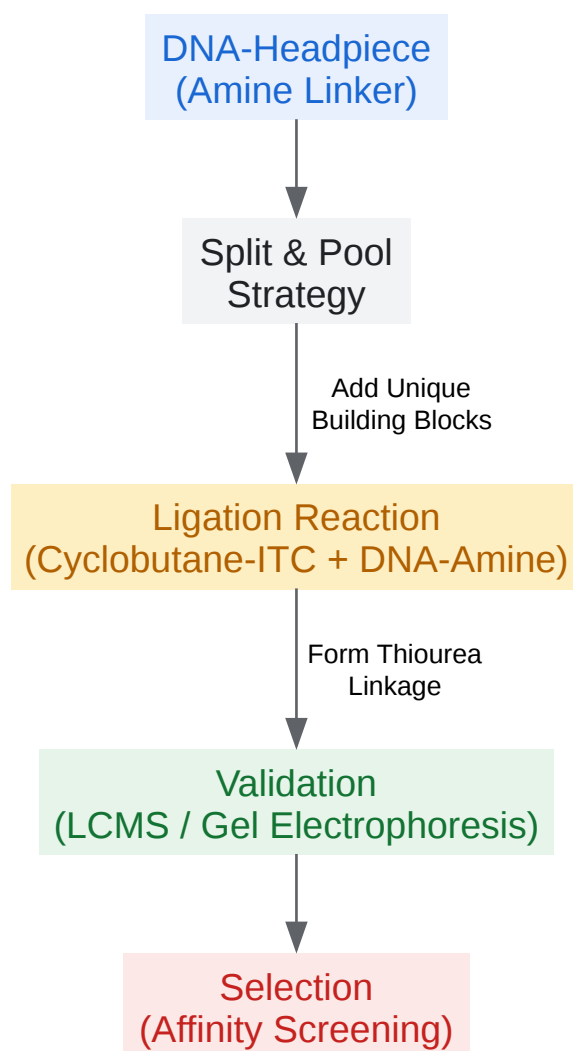 DNA-Headpiece
(Amine Linker)
Split & Pool
Strategy
Add Unique
Building Blocks
Ligation Reaction
(Cyclobutane-ITC + DNA-Amine)
Form Thiourea
Linkage
Validation
(LCMS / Gel Electrophoresis)
Selection
(Affinity Screening)